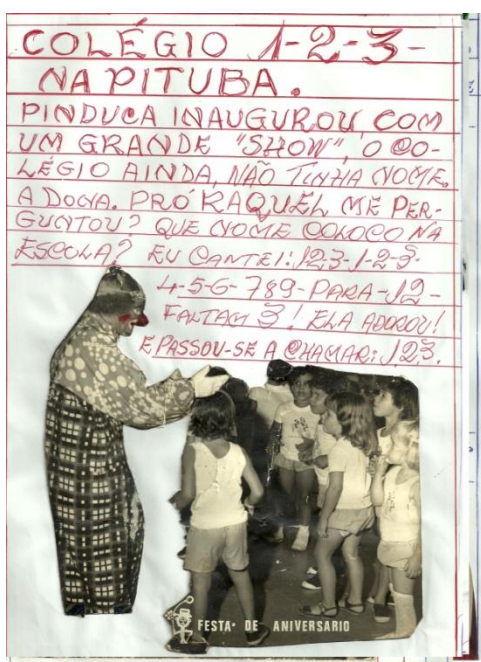 COLÉGIO 1-2-3-
NA PITUBA.
PINDUCA INAUGUROU, COM
UM GRANDE "SHOW", O CO-
LÉGIO AINDA, NÃO TINHA NOME.
A DONA. PRÓ RAQUÉL ME PER-
GUNTOU? QUE NOME COLOCO NA
ESCOLA? EU CANTEI: 123-1-2-3-
4-5-6-789-PARA-12-
FALTAM 3! ELA ADOROU!
E PASSOU-SE A CHAMAR: 123.
FESTA DE ANIVERSARIO